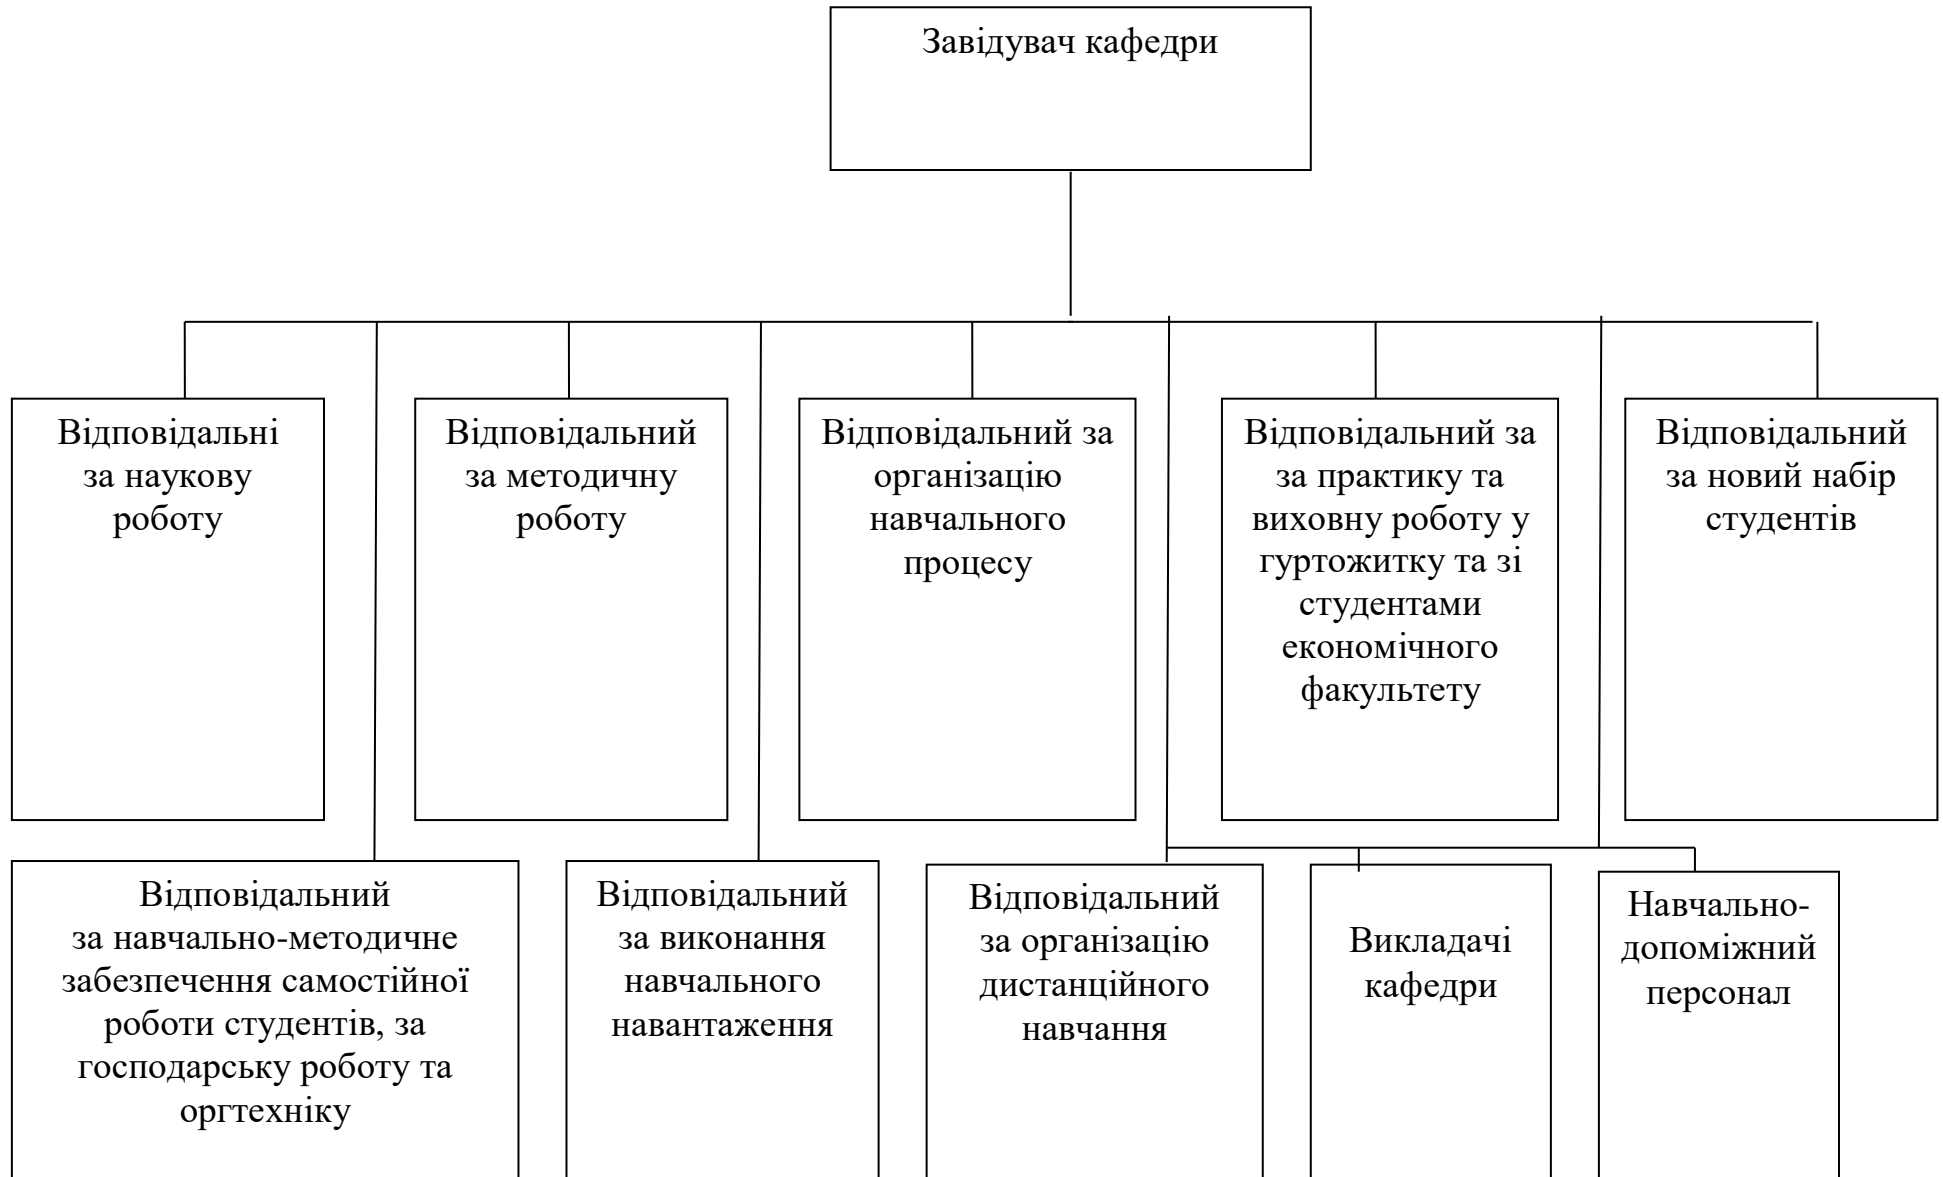 Завідувач кафедри
Відповідальні
за наукову
роботу
Відповідальний
за методичну
роботу
Відповідальний за
організацію
навчального
процесу
Відповідальний за
за практику та
виховну роботу у
гуртожитку та зі
студентами
економічного
факультету
Відповідальний
за новий набір
студентів
Відповідальний
за навчально-методичне
забезпечення самостійної
роботи студентів, за
господарську роботу та
оргтехніку
Відповідальний
за виконання
навчального
навантаження
Відповідальний
за організацію
дистанційного
навчання
Викладачі
кафедри
Навчально-
допоміжний
персонал